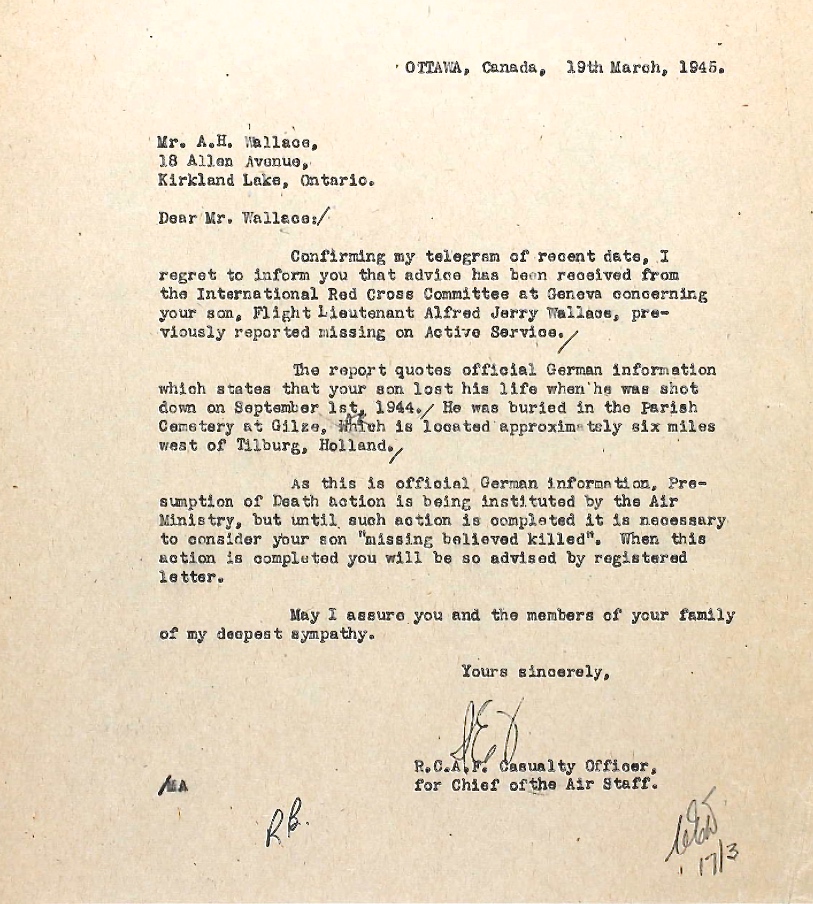 OTTAWA, Canada, 19th March, 1945.
Mr. A.H. Wallace,
18 Allen Avenue,
Kirkland Lake, Ontario.
Dear Mr. Wallace:/
Confirming my telegram of recent date, I
regret to inform you that advice has been received from
the International Red Cross Committee at Geneva concerning
your son, Flight Lieutenant Alfred Jerry Wallace, pre-
viously reported missing on Active Service./
The report quotes official German information
which states that your son lost his life when he was shot
down on September 1st, 1944./ He was buried in the Parish
Cemetery at Gilze, which is located approximately six miles
west of Tilburg, Holland./
As this is official German information, Pre-
sumption of Death action is being instituted by the Air
Ministry, but until such action is completed it is necessary
to consider your son "missing believed killed". When this
action is completed you will be so advised by registered
letter.
May I assure you and the members of your family
of my deepest sympathy.
Yours sincerely,
R.C.A.F. Casualty Officer,
for Chief of the Air Staff.
/MA
R.B.
17/3